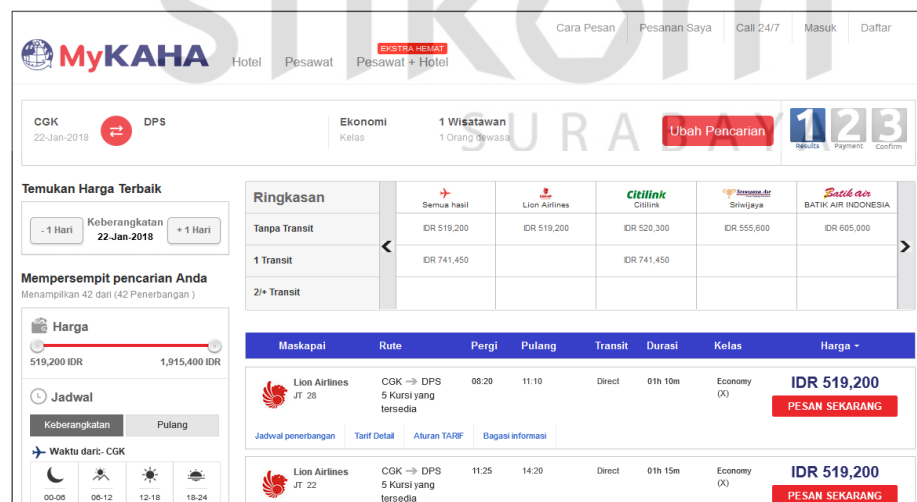 stikom
SURABAYA
Cara Pesan Pesanan Saya Call 24/7 Masuk Daftar
MyKAHA
EKSTRA HEMAT
Hotel Pesawat Pesawat + Hotel
CGK DPS Ekonomi 1 Wisatawan
22-Jan-2018 Kelas 1 Orang dewasa
Ubah Pencarian
1 2 3
Results Payment Confirm
Temukan Harga Terbaik
- 1 Hari Keberangkatan + 1 Hari
22-Jan-2018
Mempersempit pencarian Anda
Menampilkan 42 dari (42 Penerbangan )
Harga
519,200 IDR 1,915,400 IDR
Jadwal
Keberangkatan Pulang
Waktu dari:- CGK
00-06 06-12 12-18 18-24
Ringkasan Semua hasil Lion Airlines Citilink Citilink Sriwijaya Air Sriwijaya Batik air BATIK AIR INDONESIA
Tanpa Transit IDR 519,200 IDR 519,200 IDR 520,300 IDR 555,600 IDR 605,000
1 Transit IDR 741,450 IDR 741,450
2/+ Transit
Maskapai Rute Pergi Pulang Transit Durasi Kelas Harga
Lion Airlines CGK → DPS 08:20 11:10 Direct 01h 10m Economy IDR 519,200
JT 28 5 Kursi yang (X)
tersedia PESAN SEKARANG
Jadwal penerbangan Tarif Detail Aturan TARIF Bagasi informasi
Lion Airlines CGK → DPS 11:25 14:20 Direct 01h 15m Economy IDR 519,200
JT 22 5 Kursi yang (X)
tersedia PESAN SEKARANG